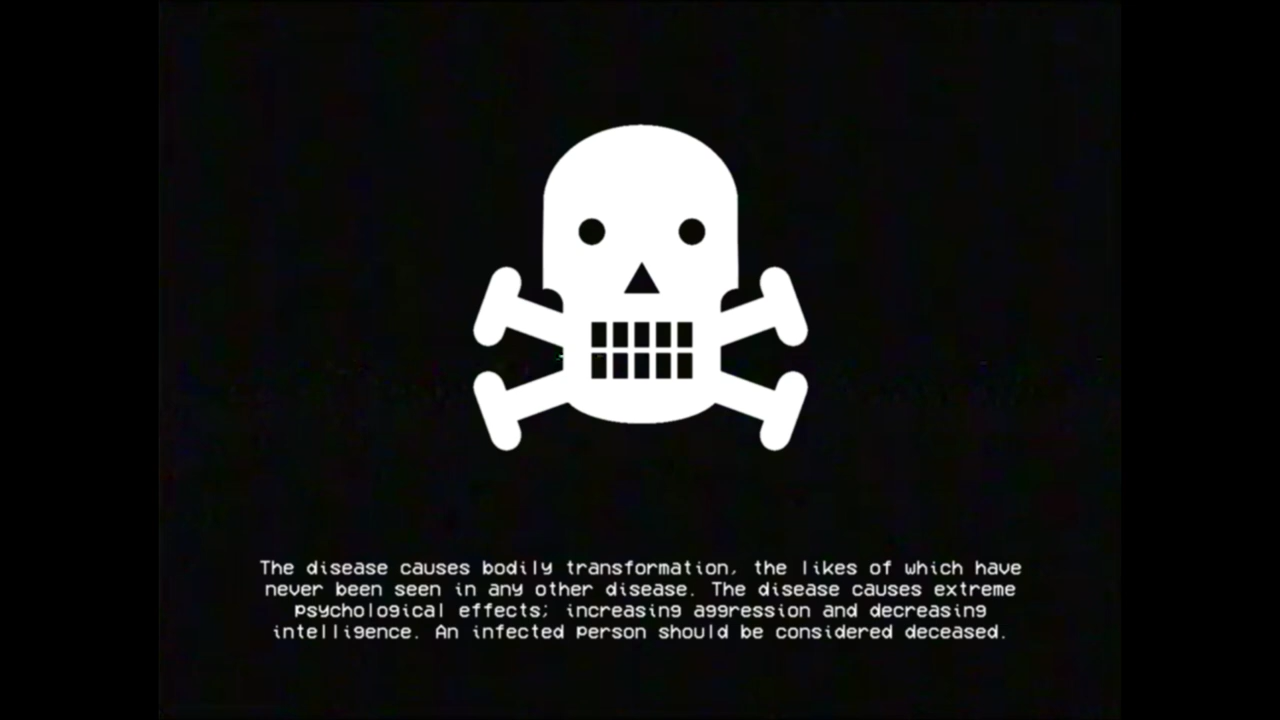 The disease causes bodily transformation, the likes of which have
never been seen in any other disease. The disease causes extreme
psychological effects; increasing aggression and decreasing
intelligence. An infected person should be considered deceased.